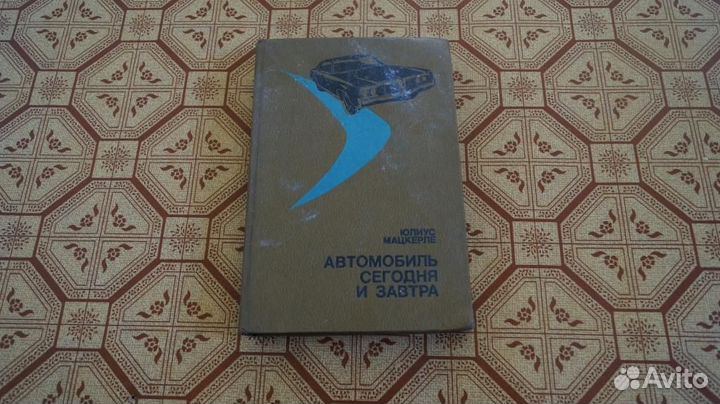 ЮЛИУС
МАЦКЕРЛЕ
АВТОМОБИЛЬ
СЕГОДНЯ
И ЗАВТРА
Avito